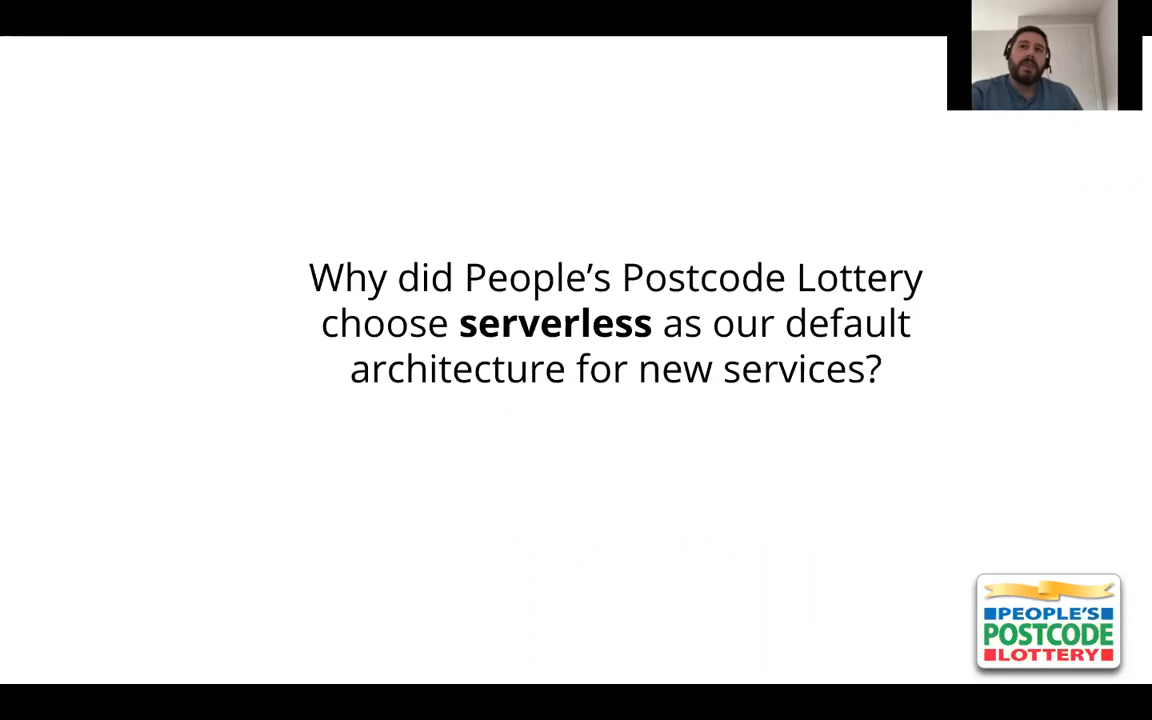 Why did People’s Postcode Lottery
choose serverless as our default
architecture for new services?
PEOPLE'S
POSTCODE
LOTTERY